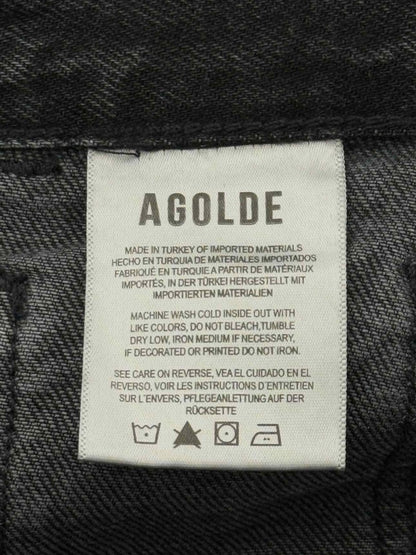 AGOLDE
MADE IN TURKEY OF IMPORTED MATERIALS
HECHO EN TURQUIA DE MATERIALES IMPORTADOS
FABRIQUÉ EN TURQUIE A PARTIR DE MATÉRIAUX
IMPORTÉS, IN DER TÜRKEI HERGESTELLT MIT
IMPORTIERTEN MATERIALIEN
MACHINE WASH COLD INSIDE OUT WITH
LIKE COLORS, DO NOT BLEACH,TUMBLE
DRY LOW, IRON MEDIUM IF NECESSARY,
IF DECORATED OR PRINTED DO NOT IRON.
SEE CARE ON REVERSE, VEA EL CUIDADO EN EL
REVERSO, VOIR LES INSTRUCTIONS D'ENTRETIEN
SUR L'ENVERS, PFLEGEANLEITUNG AUF DER
RÜCKSETTE